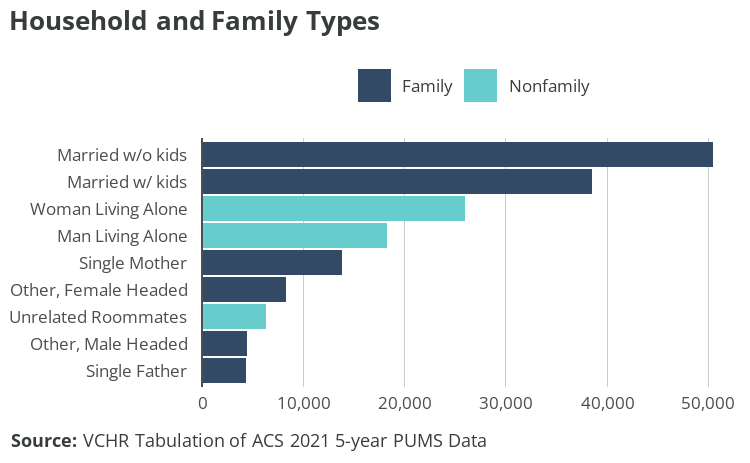 Household and Family Types
Family
Nonfamily
Married w/o kids
Married w/ kids
Woman Living Alone
Man Living Alone
Single Mother
Other, Female Headed
Unrelated Roommates
Other, Male Headed
Single Father
0 10,000 20,000 30,000 40,000 50,000
Source: VCHR Tabulation of ACS 2021 5-year PUMS Data